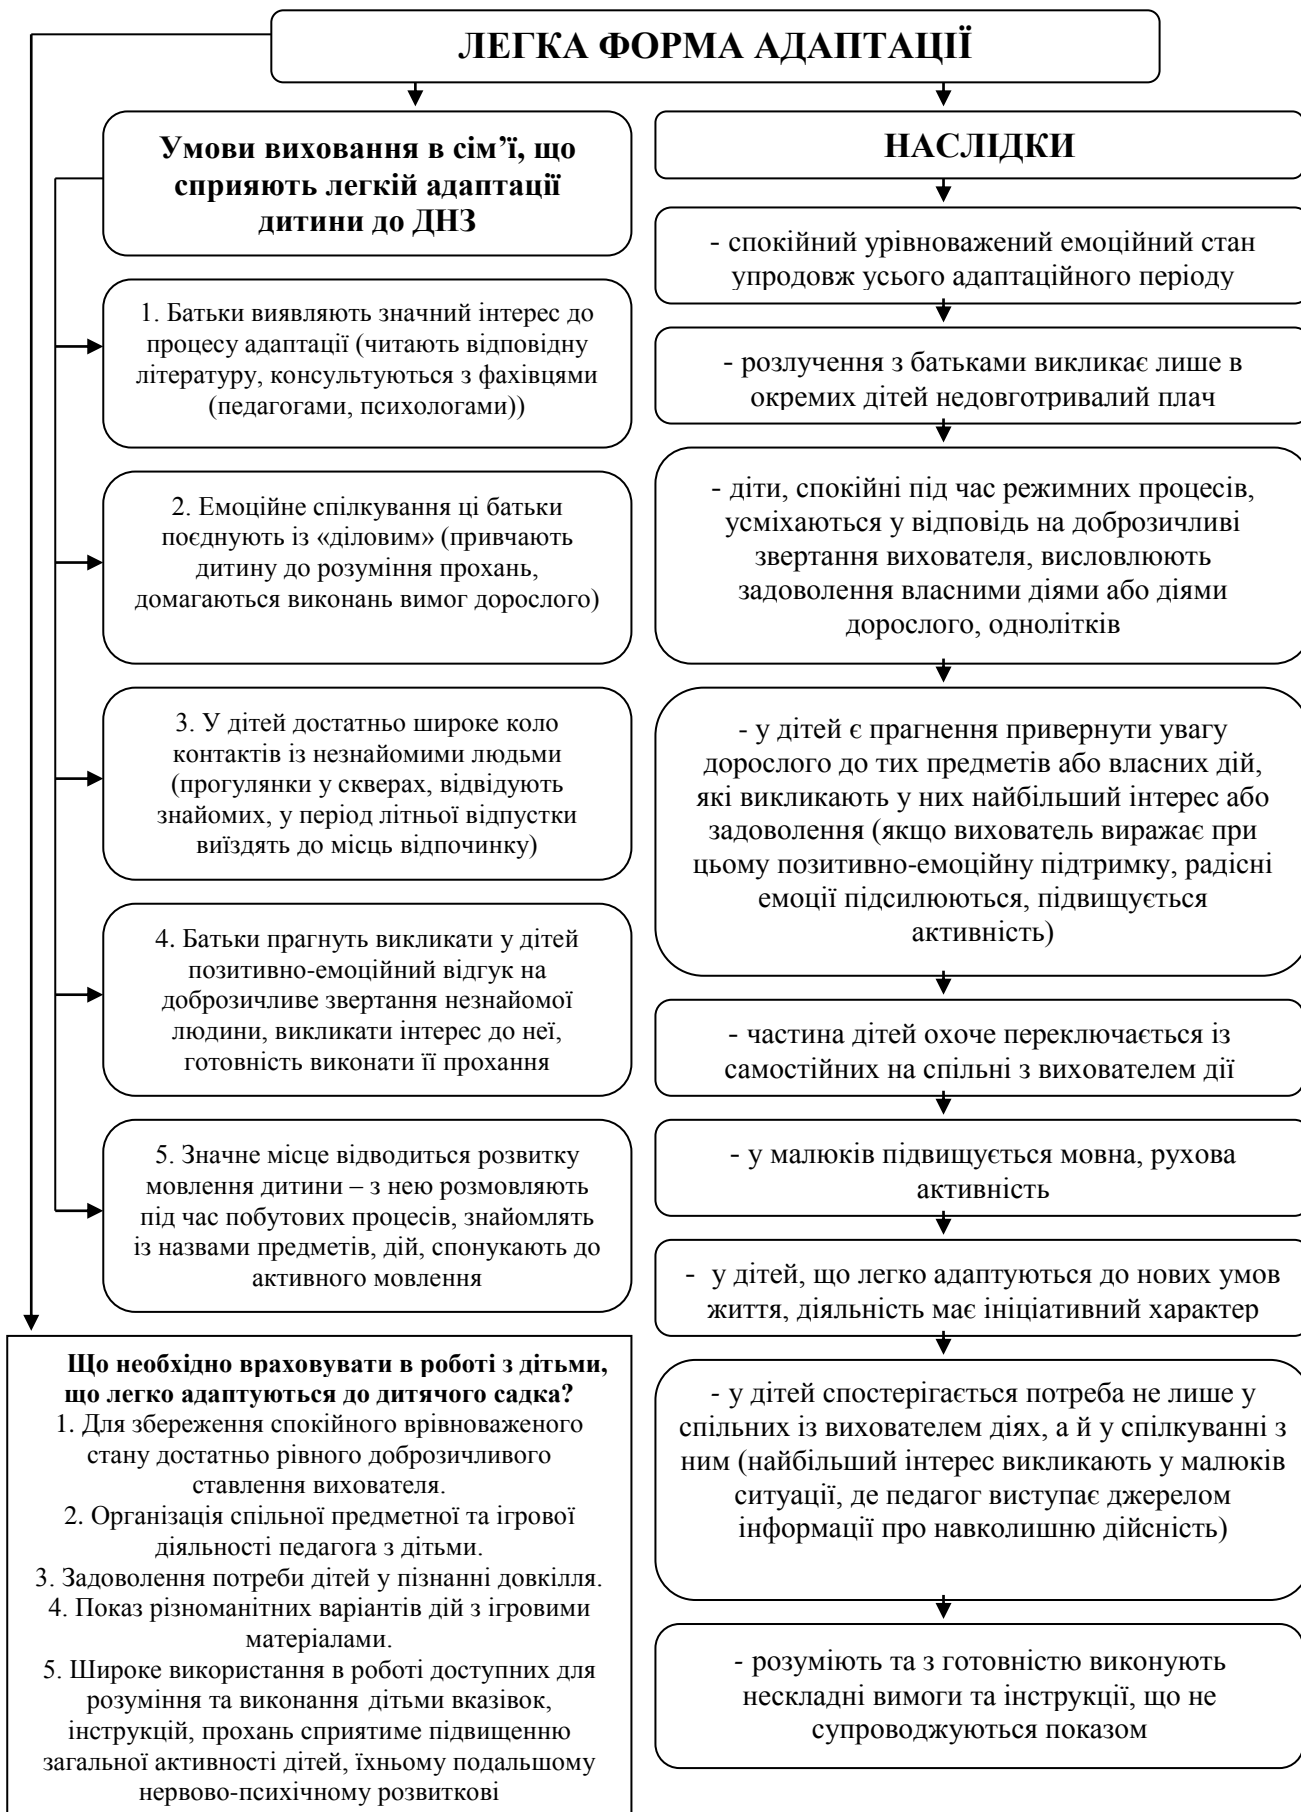 ЛЕГКА ФОРМА АДАПТАЦІЇ
Умови виховання в сім’ї, що
сприяють легкій адаптації
дитини до ДНЗ
1. Батьки виявляють значний інтерес до
процесу адаптації (читають відповідну
літературу, консультуються з фахівцями
(педагогами, психологами))
2. Емоційне спілкування ці батьки
поєднують із «діловим» (привчають
дитину до розуміння прохань,
домагаються виконань вимог дорослого)
3. У дітей достатньо широке коло
контактів із незнайомими людьми
(прогулянки у скверах, відвідують
знайомих, у період літньої відпустки
виїздять до місць відпочинку)
4. Батьки прагнуть викликати у дітей
позитивно-емоційний відгук на
доброзичливе звертання незнайомої
людини, викликати інтерес до неї,
готовність виконати її прохання
5. Значне місце відводиться розвитку
мовлення дитини – з нею розмовляють
під час побутових процесів, знайомлять
із назвами предметів, дій, спонукають до
активного мовлення
Що необхідно враховувати в роботі з дітьми,
що легко адаптуються до дитячого садка?
1. Для збереження спокійного врівноваженого
стану достатньо рівного доброзичливого
ставлення вихователя.
2. Організація спільної предметної та ігрової
діяльності педагога з дітьми.
3. Задоволення потреби дітей у пізнанні довкілля.
4. Показ різноманітних варіантів дій з ігровими
матеріалами.
5. Широке використання в роботі доступних для
розуміння та виконання дітьми вказівок,
інструкцій, прохань сприятиме підвищенню
загальної активності дітей, їхньому подальшому
нервово-психічному розвиткові
НАСЛІДКИ
- спокійний урівноважений емоційний стан
упродовж усього адаптаційного періоду
- розлучення з батьками викликає лише в
окремих дітей недовготривалий плач
- діти, спокійні під час режимних процесів,
усміхаються у відповідь на доброзичливі
звертання вихователя, висловлюють
задоволення власними діями або діями
дорослого, однолітків
- у дітей є прагнення привернути увагу
дорослого до тих предметів або власних дій,
які викликають у них найбільший інтерес або
задоволення (якщо вихователь виражає при
цьому позитивно-емоційну підтримку, радісні
емоції підсилюються, підвищується
активність)
- частина дітей охоче переключається із
самостійних на спільні з вихователем дії
- у малюків підвищується мовна, рухова
активність
- у дітей, що легко адаптуються до нових умов
життя, діяльність має ініціативний характер
- у дітей спостерігається потреба не лише у
спільних із вихователем діях, а й у спілкуванні з
ним (найбільший інтерес викликають у малюків
ситуації, де педагог виступає джерелом
інформації про навколишню дійсність)
- розуміють та з готовністю виконують
нескладні вимоги та інструкції, що не
супроводжуються показом